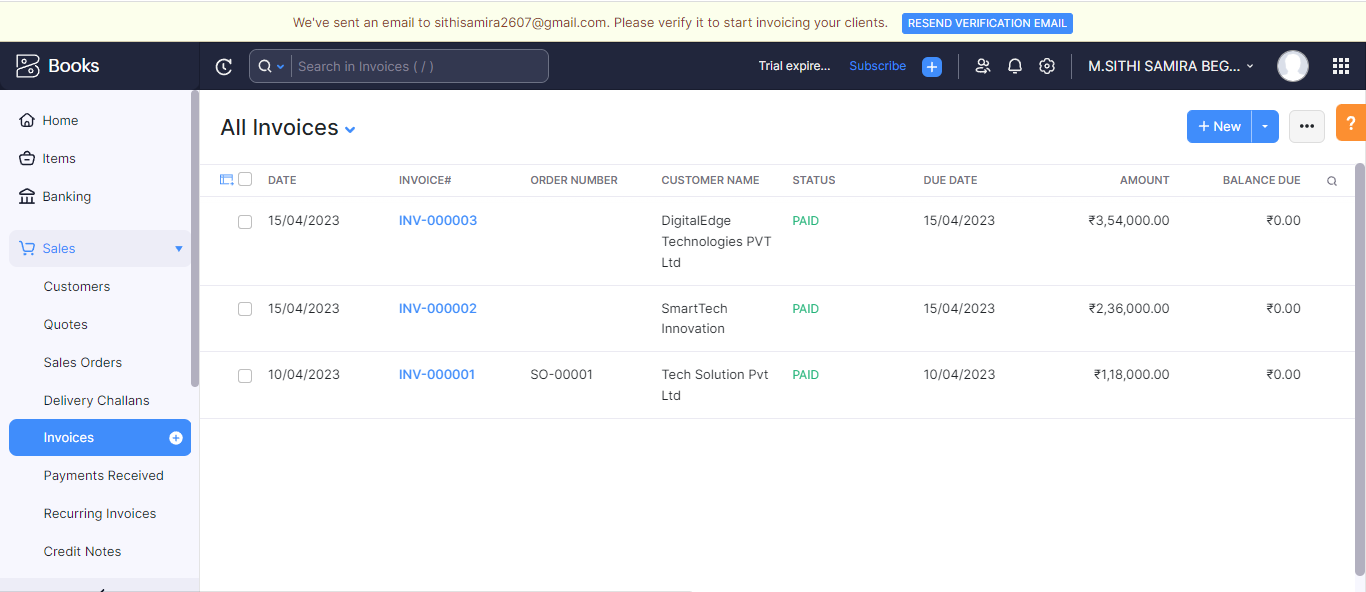 We've sent an email to sithisamira2607@gmail.com. Please verify it to start invoicing your clients. RESEND VERIFICATION EMAIL
Books
Search in Invoices ( / )
Trial expire... Subscribe
M.SITHI SAMIRA BEG...
Home
Items
Banking
Sales
Customers
Quotes
Sales Orders
Delivery Challans
Invoices
Payments Received
Recurring Invoices
Credit Notes
All Invoices
+ New
?
DATE INVOICE# ORDER NUMBER CUSTOMER NAME STATUS DUE DATE AMOUNT BALANCE DUE
15/04/2023 INV-000003 DigitalEdge PAID 15/04/2023 ₹3,54,000.00 ₹0.00
Technologies PVT
Ltd
15/04/2023 INV-000002 SmartTech PAID 15/04/2023 ₹2,36,000.00 ₹0.00
Innovation
10/04/2023 INV-000001 SO-00001 Tech Solution Pvt PAID 10/04/2023 ₹1,18,000.00 ₹0.00
Ltd